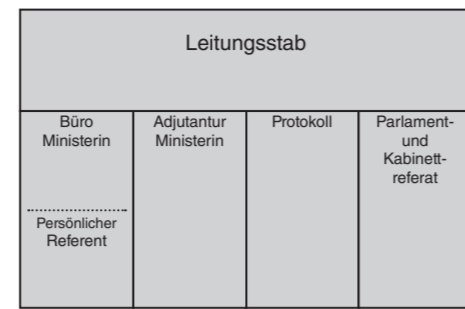 Leitungsstab
Büro
Ministerin
Persönlicher
Referent
Adjutantur
Ministerin
Protokoll
Parlament-
und
Kabinett-
referat